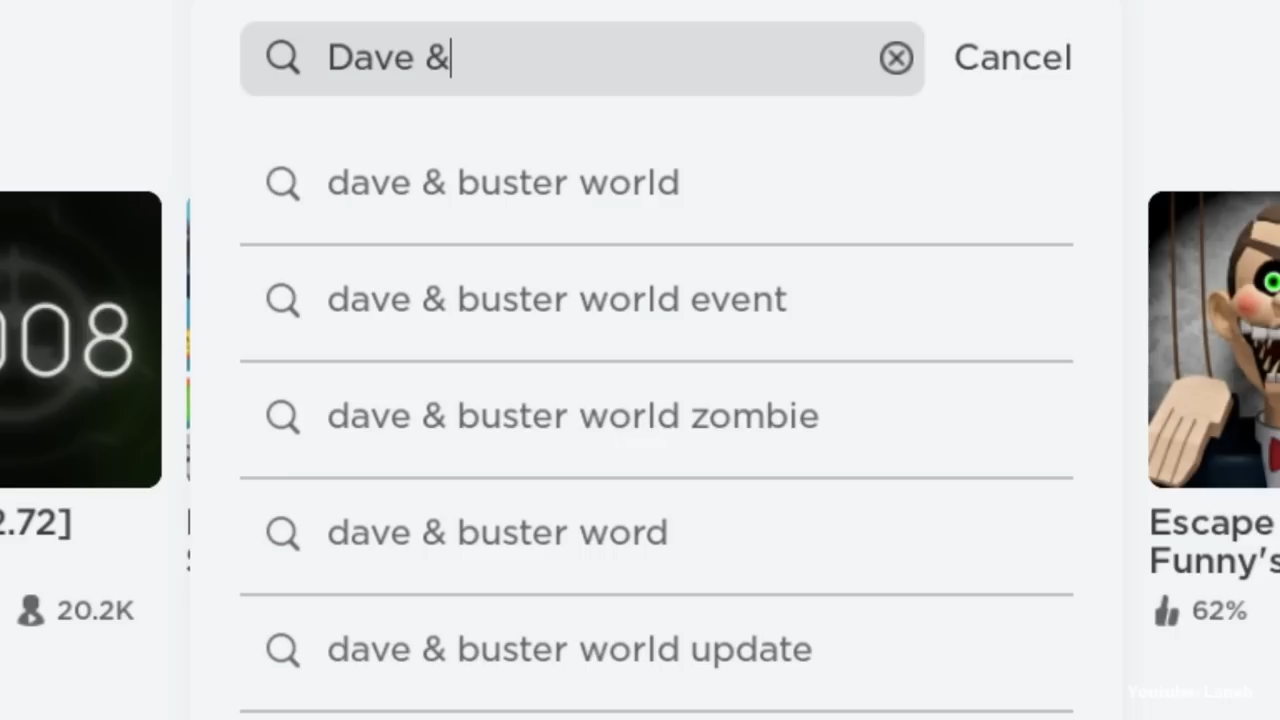 Dave &
Cancel
dave & buster world
dave & buster world event
dave & buster world zombie
dave & buster word
dave & buster world update
008
2.72]
20.2K
Escape
Funny's
62%